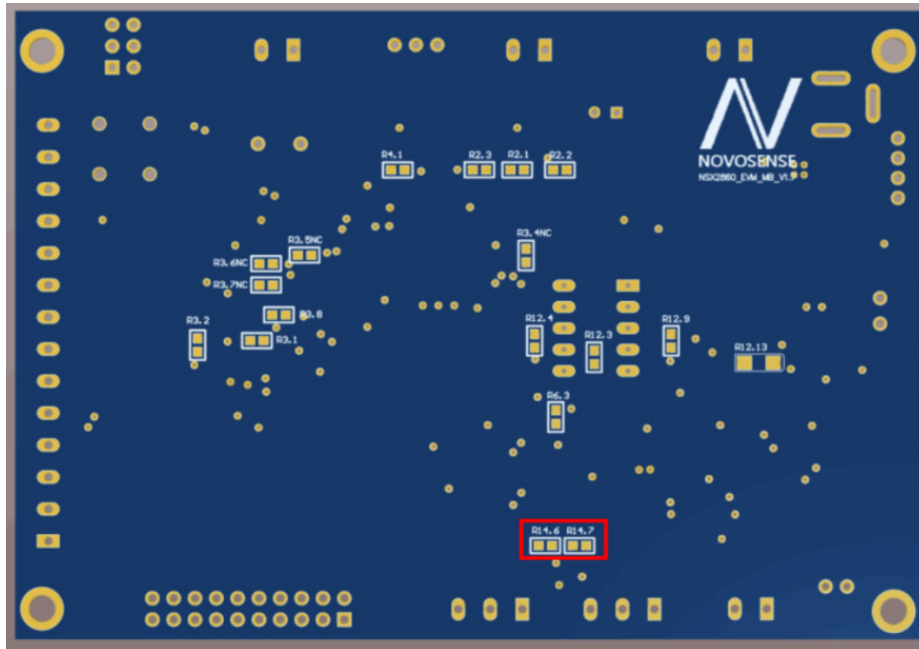 R4.1
R2.3
R2.1
R2.2
NOVOSENSE
NSX2860_EVM_MB_V1.
R3.5NC
R3.4NC
R3.6NC
R3.7NC
R3.8
R3.2
R3.1
R12.4
R12.3
R12.9
R12.13
R6.3
R14.6
R14.7